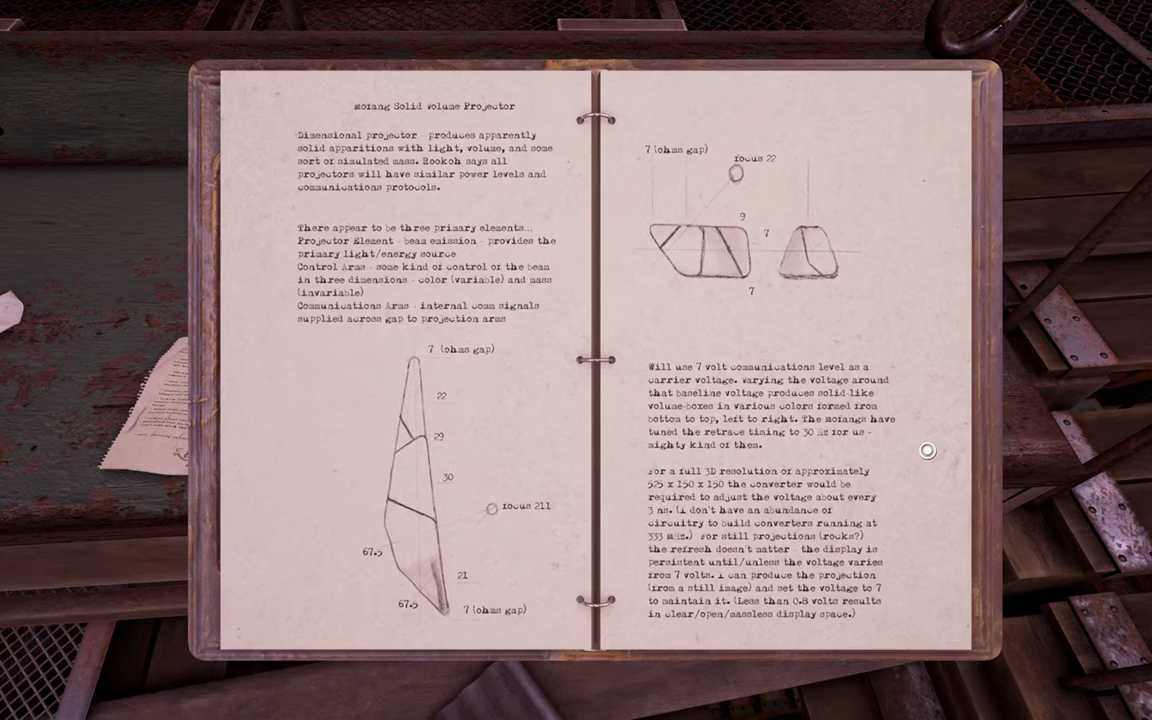 Mofang Solid Volume Projector
Dimensional projector - produces apparently
solid apparitions with light, volume, and some
sort of simulated mass. Rookoh says all
projectors will have similar power levels and
communications protocols.
There appear to be three primary elements...
Projector Element - beam emission - provides the
primary light/energy source
Control Arms - some kind of control of the beam
in three dimensions - color (variable) and mass
(invariable)
Communications Arms - internal comm signals
supplied across gap to projection arms
7 (ohms gap)
22
29
30
focus 211
67.5
21
67.5
7 (ohms gap)
7 (ohms gap)
focus 22
9
7
7
Will use 7 volt communications level as a
carrier voltage. Varying the voltage around
that baseline voltage produces solid-like
volume-boxes in various colors formed from
bottom to top, left to right. The Mofangs have
tuned the retrace timing to 30 Hz for us -
mighty kind of them.
For a full 3D resolution of approximately
525 x 150 x 150 the converter would be
required to adjust the voltage about every
3 ns. (I don't have an abundance of
circuitry to build converters running at
333 MHz.) For still projections (rocks?)
the refresh doesn't matter - the display is
persistent until/unless the voltage varies
from 7 volts. I can produce the projection
(from a still image) and set the voltage to 7
to maintain it. (Less than 0.8 volts results
in clear/open/massless display space.)